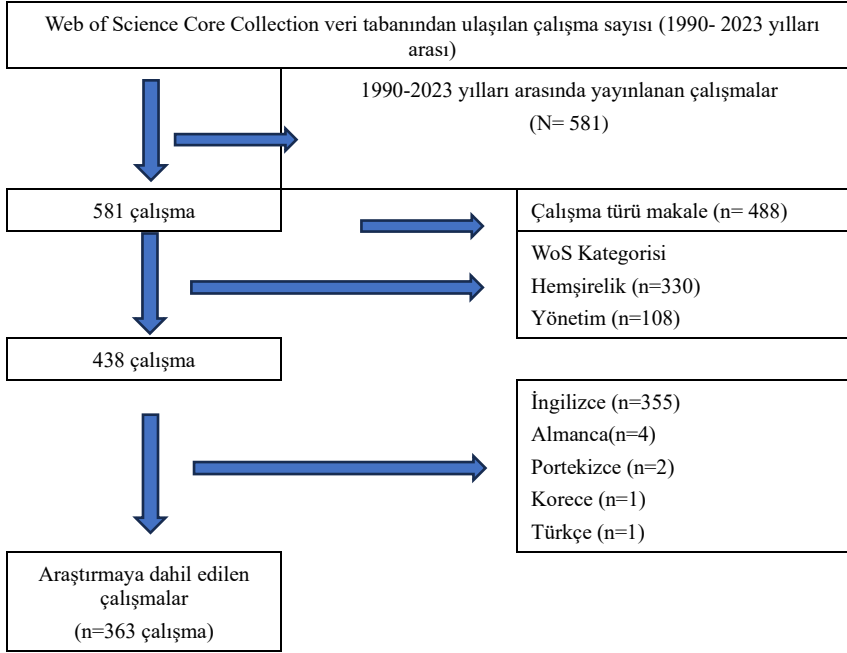 Web of Science Core Collection veri tabanından ulaşılan çalışma sayısı (1990- 2023 yılları
arası)
1990-2023 yılları arasında yayınlanan çalışmalar
(N= 581)
581 çalışma
Çalışma türü makale (n= 488)
WoS Kategorisi
Hemşirelik (n=330)
Yönetim (n=108)
438 çalışma
İngilizce (n=355)
Almanca(n=4)
Portekizce (n=2)
Korece (n=1)
Türkçe (n=1)
Araştırmaya dahil edilen
çalışmalar
(n=363 çalışma)